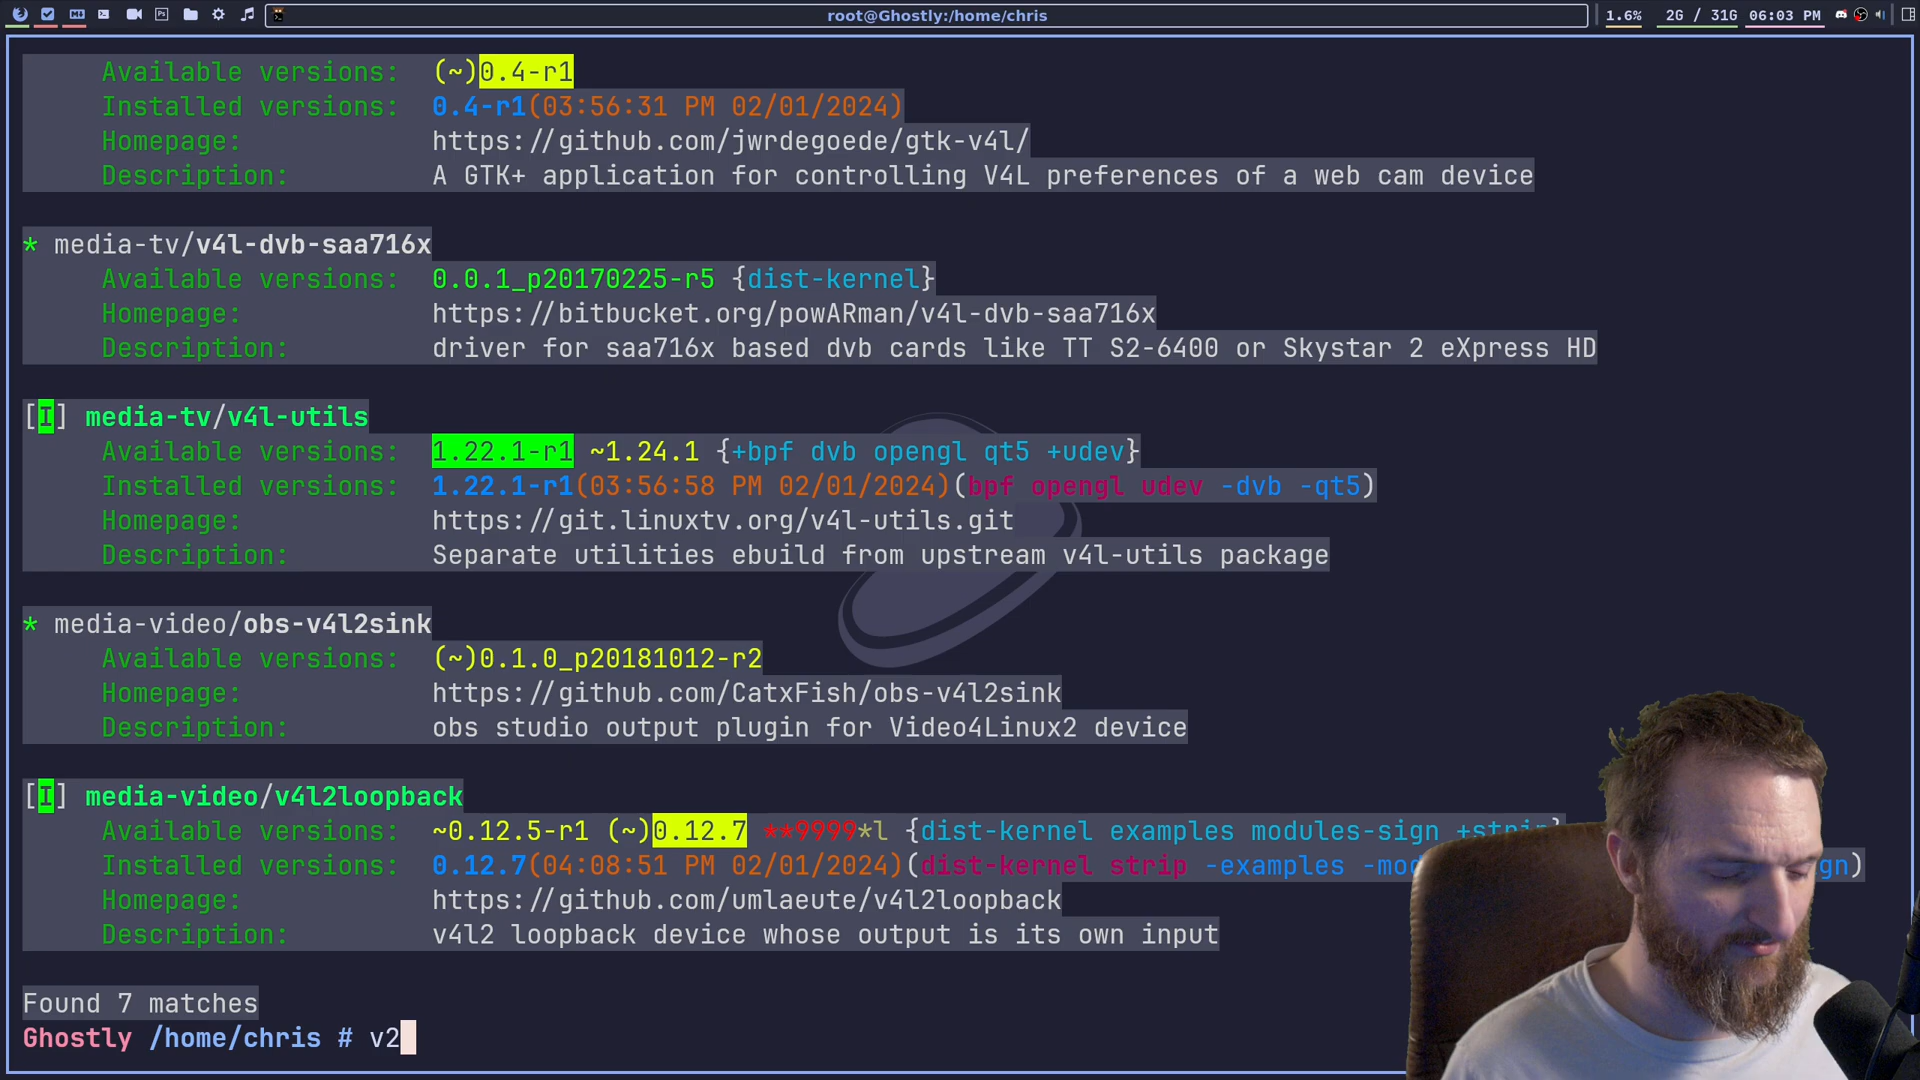 root@Ghostly:/home/chris
1.6% 2G / 31G 06:03 PM
Available versions: (~)0.4-r1
Installed versions: 0.4-r1(03:56:31 PM 02/01/2024)
Homepage: https://github.com/jwrdegoede/gtk-v4l/
Description: A GTK+ application for controlling V4L preferences of a web cam device
* media-tv/v4l-dvb-saa716x
Available versions: 0.0.1_p20170225-r5 {dist-kernel}
Homepage: https://bitbucket.org/powARman/v4l-dvb-saa716x
Description: driver for saa716x based dvb cards like TT S2-6400 or Skystar 2 eXpress HD
[I] media-tv/v4l-utils
Available versions: 1.22.1-r1 ~1.24.1 {+bpf dvb opengl qt5 +udev}
Installed versions: 1.22.1-r1(03:56:58 PM 02/01/2024)(bpf opengl udev -dvb -qt5)
Homepage: https://git.linuxtv.org/v4l-utils.git
Description: Separate utilities ebuild from upstream v4l-utils package
* media-video/obs-v4l2sink
Available versions: (~)0.1.0_p20181012-r2
Homepage: https://github.com/CatxFish/obs-v4l2sink
Description: obs studio output plugin for Video4Linux2 device
[I] media-video/v4l2loopback
Available versions: ~0.12.5-r1 (~)0.12.7 **9999*l {dist-kernel examples modules-sign +strip}
Installed versions: 0.12.7(04:08:51 PM 02/01/2024)(dist-kernel strip -examples
Homepage: https://github.com/umlaeute/v4l2loopback
Description: v4l2 loopback device whose output is its own input
Found 7 matches
Ghostly /home/chris # v2